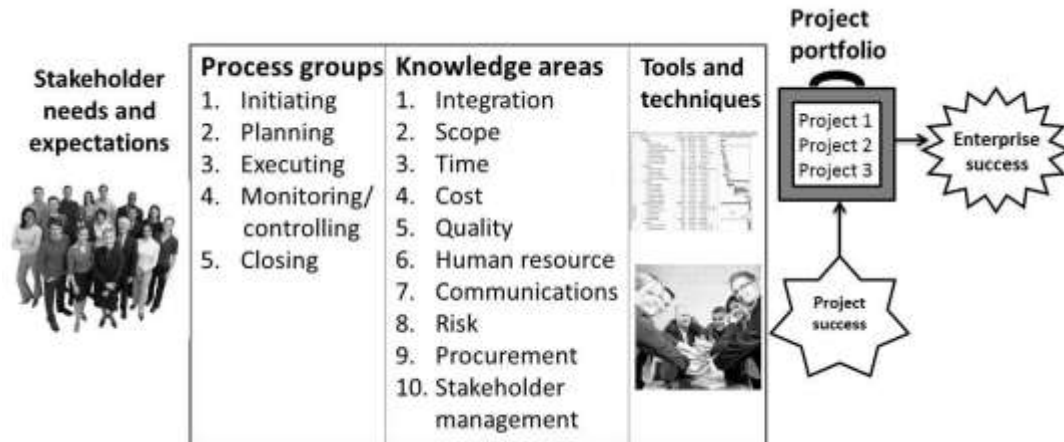 Stakeholder
needs and
expectations
Process groups
1. Initiating
2. Planning
3. Executing
4. Monitoring/
controlling
5. Closing
Knowledge areas
1. Integration
2. Scope
3. Time
4. Cost
5. Quality
6. Human resource
7. Communications
8. Risk
9. Procurement
10. Stakeholder
management
Tools and
techniques
Project
portfolio
Project 1
Project 2
Project 3
Enterprise
success
Project
success